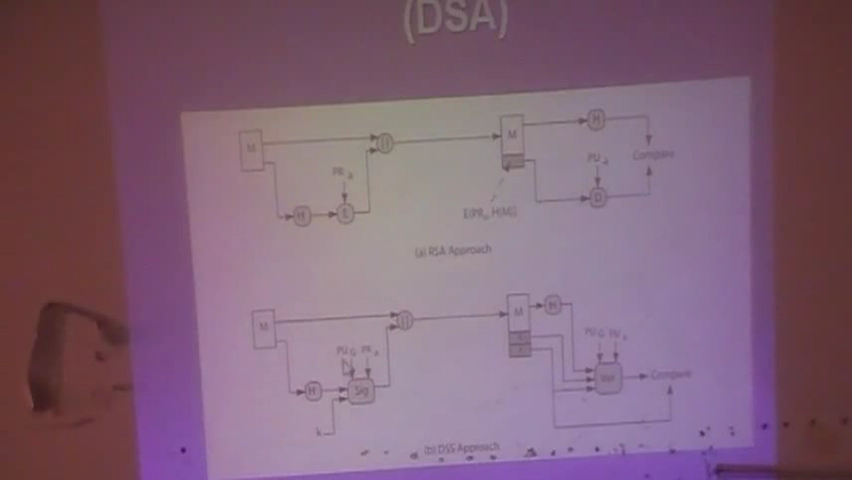 (DSA)
M
||
M
H
PR a
PU a
Compare
H
E
D
E(PRa, H(M)]
(a) RSA Approach
M
||
M
H
PU G PR a
PU G PU a
H
Sig
Ver
Compare
k
(b) DSS Approach